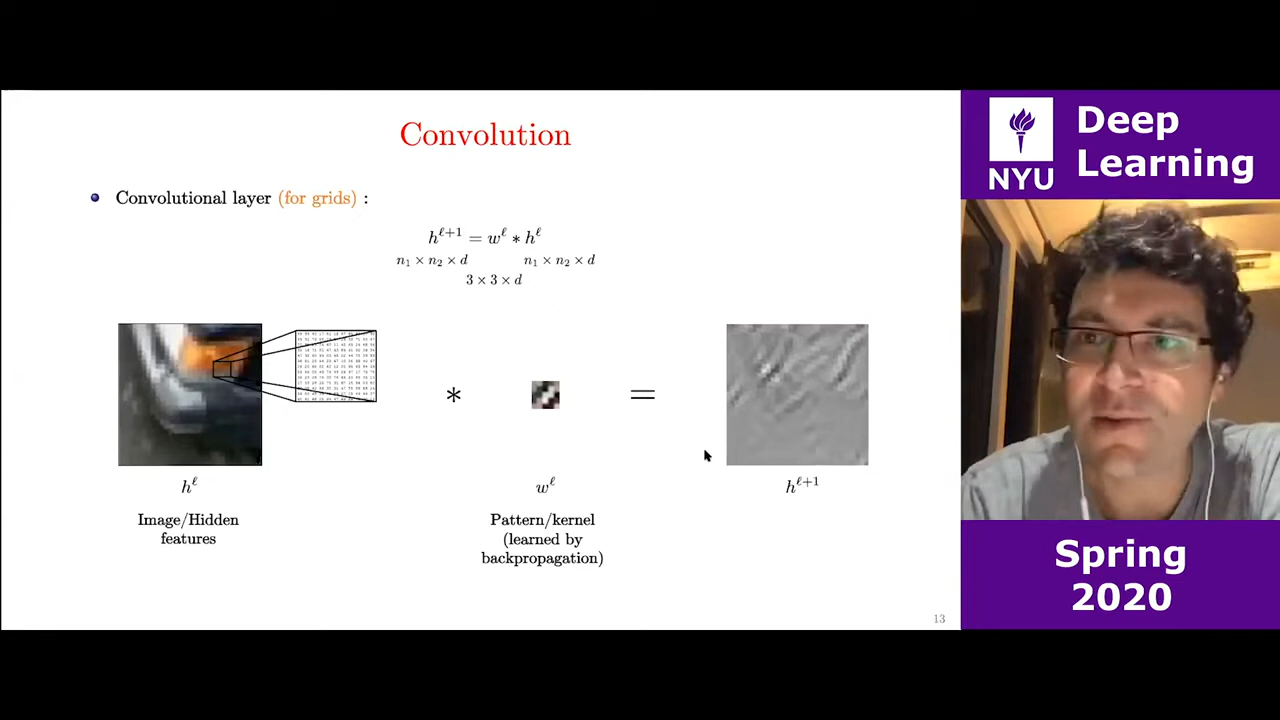 Convolution
Convolutional layer (for grids) :
h^{ℓ+1} = w^ℓ * h^ℓ
n₁ × n₂ × d n₁ × n₂ × d
3 × 3 × d
* =
h^ℓ w^ℓ h^{ℓ+1}
Image/Hidden
features
Pattern/kernel
(learned by
backpropagation)
13
NYU
Deep
Learning
Spring
2020